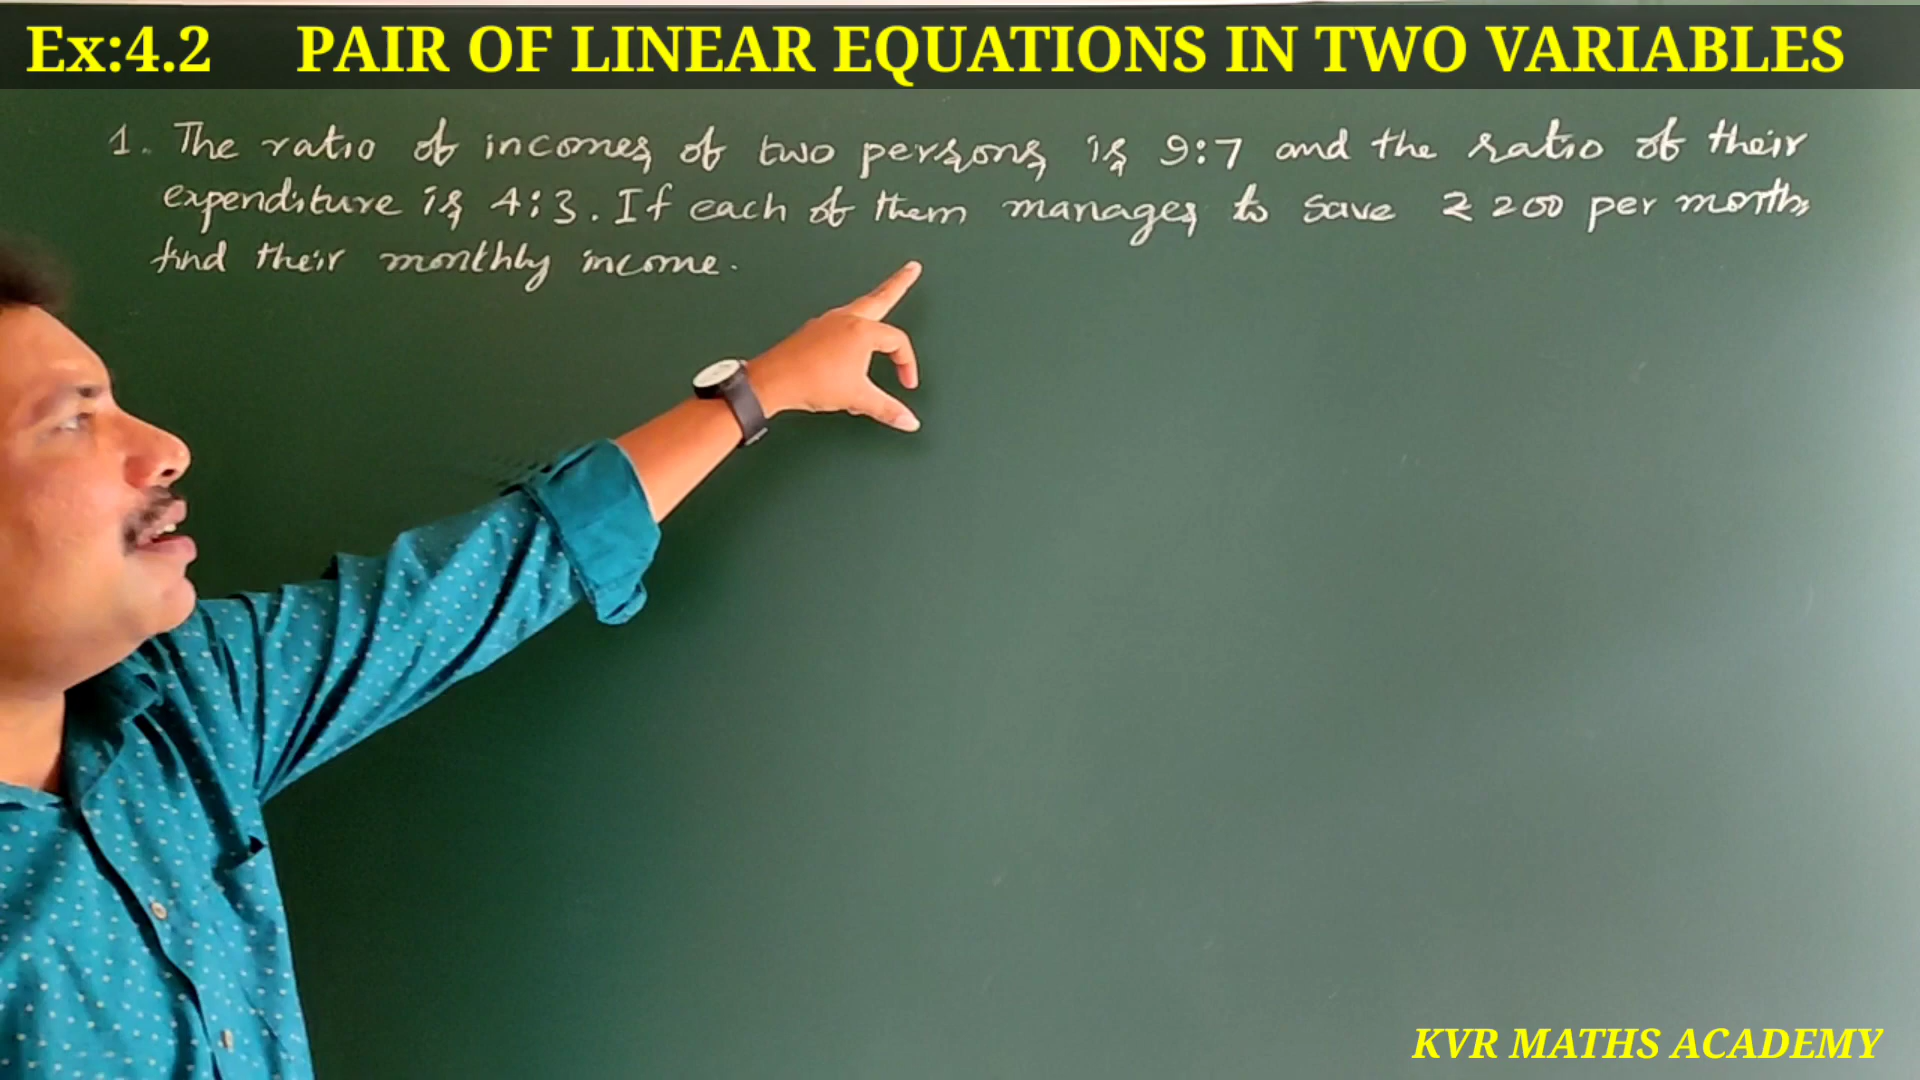 Ex:4.2 PAIR OF LINEAR EQUATIONS IN TWO VARIABLES
1. The ratio of incomes of two persons is 9:7 and the ratio of their
expenditure is 4:3. If each of them manages to save ₹ 200 per month,
find their monthly income.
KVR MATHS ACADEMY